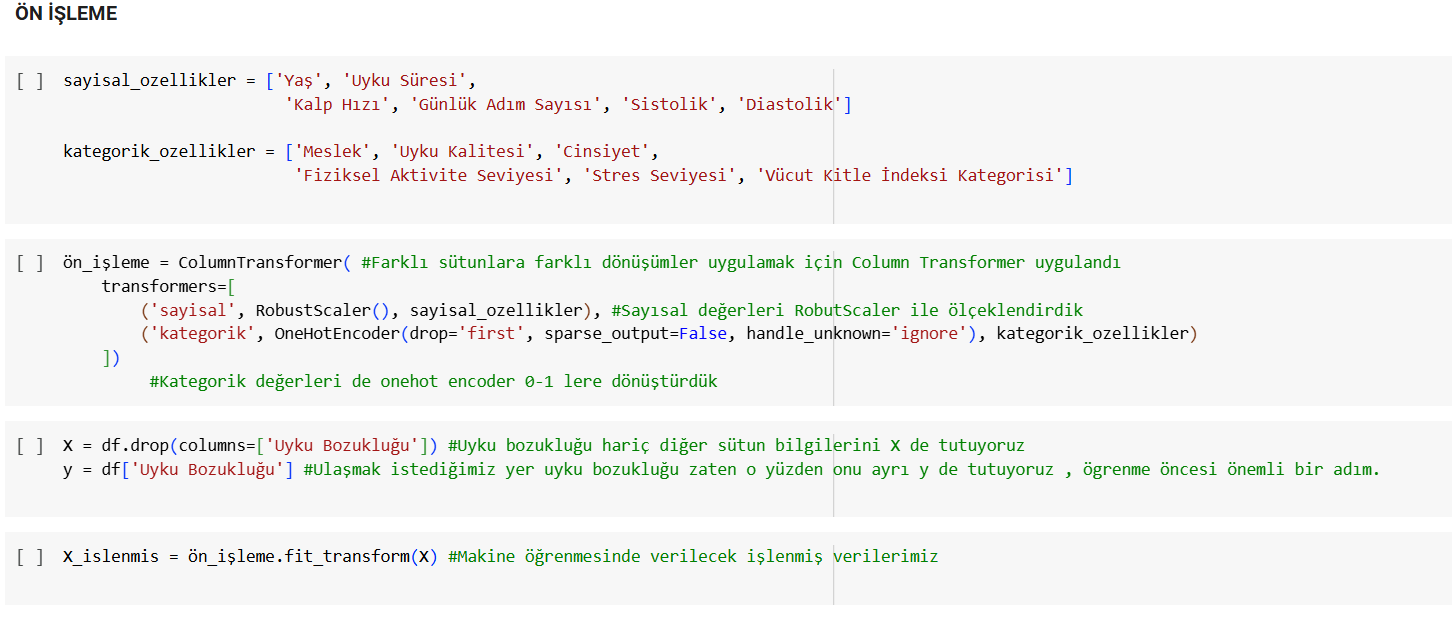 ÖN İŞLEME
[ ] sayisal_ozellikler = ['Yaş', 'Uyku Süresi',
'Kalp Hızı', 'Günlük Adım Sayısı', 'Sistolik', 'Diastolik']
kategorik_ozellikler = ['Meslek', 'Uyku Kalitesi', 'Cinsiyet',
'Fiziksel Aktivite Seviyesi', 'Stres Seviyesi', 'Vücut Kitle İndeksi Kategorisi']
[ ] ön_işleme = ColumnTransformer( #Farklı sütunlara farklı dönüşümler uygulamak için Column Transformer uygulandı
transformers=[
('sayisal', RobustScaler(), sayisal_ozellikler), #Sayısal değerleri RobutScaler ile ölçeklendirdik
('kategorik', OneHotEncoder(drop='first', sparse_output=False, handle_unknown='ignore'), kategorik_ozellikler)
])
#Kategorik değerleri de onehot encoder 0-1 lere dönüştürdük
[ ] X = df.drop(columns=['Uyku Bozukluğu']) #Uyku bozukluğu hariç diğer sütun bilgilerini X de tutuyoruz
y = df['Uyku Bozukluğu'] #Ulaşmak istediğimiz yer uyku bozukluğu zaten o yüzden onu ayrı y de tutuyoruz , ögrenme öncesi önemli bir adım.
[ ] X_islenmis = ön_işleme.fit_transform(X) #Makine öğrenmesinde verilecek işlenmiş verilerimiz